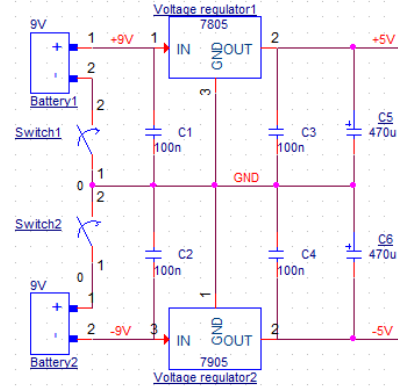 Voltage regulator1
9V
7805
1 +9V 1 IN OUT 2 +5V
GND
+
-
2
3
Battery1
2
Switch1
C1
100n
C3
100n
C5
470u
1
0
GND
2
Switch2
C2
100n
C4
100n
C6
470u
1
0
9V
1
1
+
-
GND
2 -9V 3 IN OUT 2 -5V
7905
Battery2
Voltage regulator2